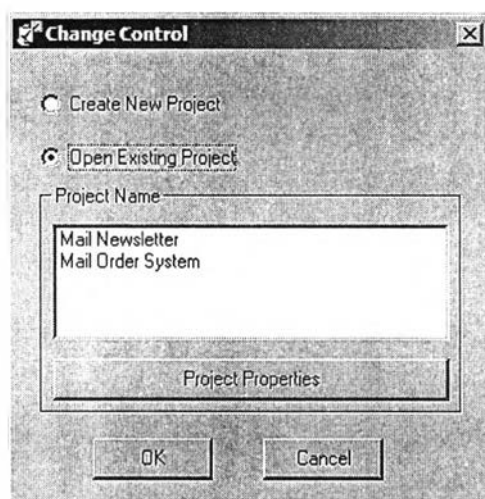 Change Control
Create New Project
Open Existing Project
Project Name
Mail Newsletter
Mail Order System
Project Properties
OK
Cancel